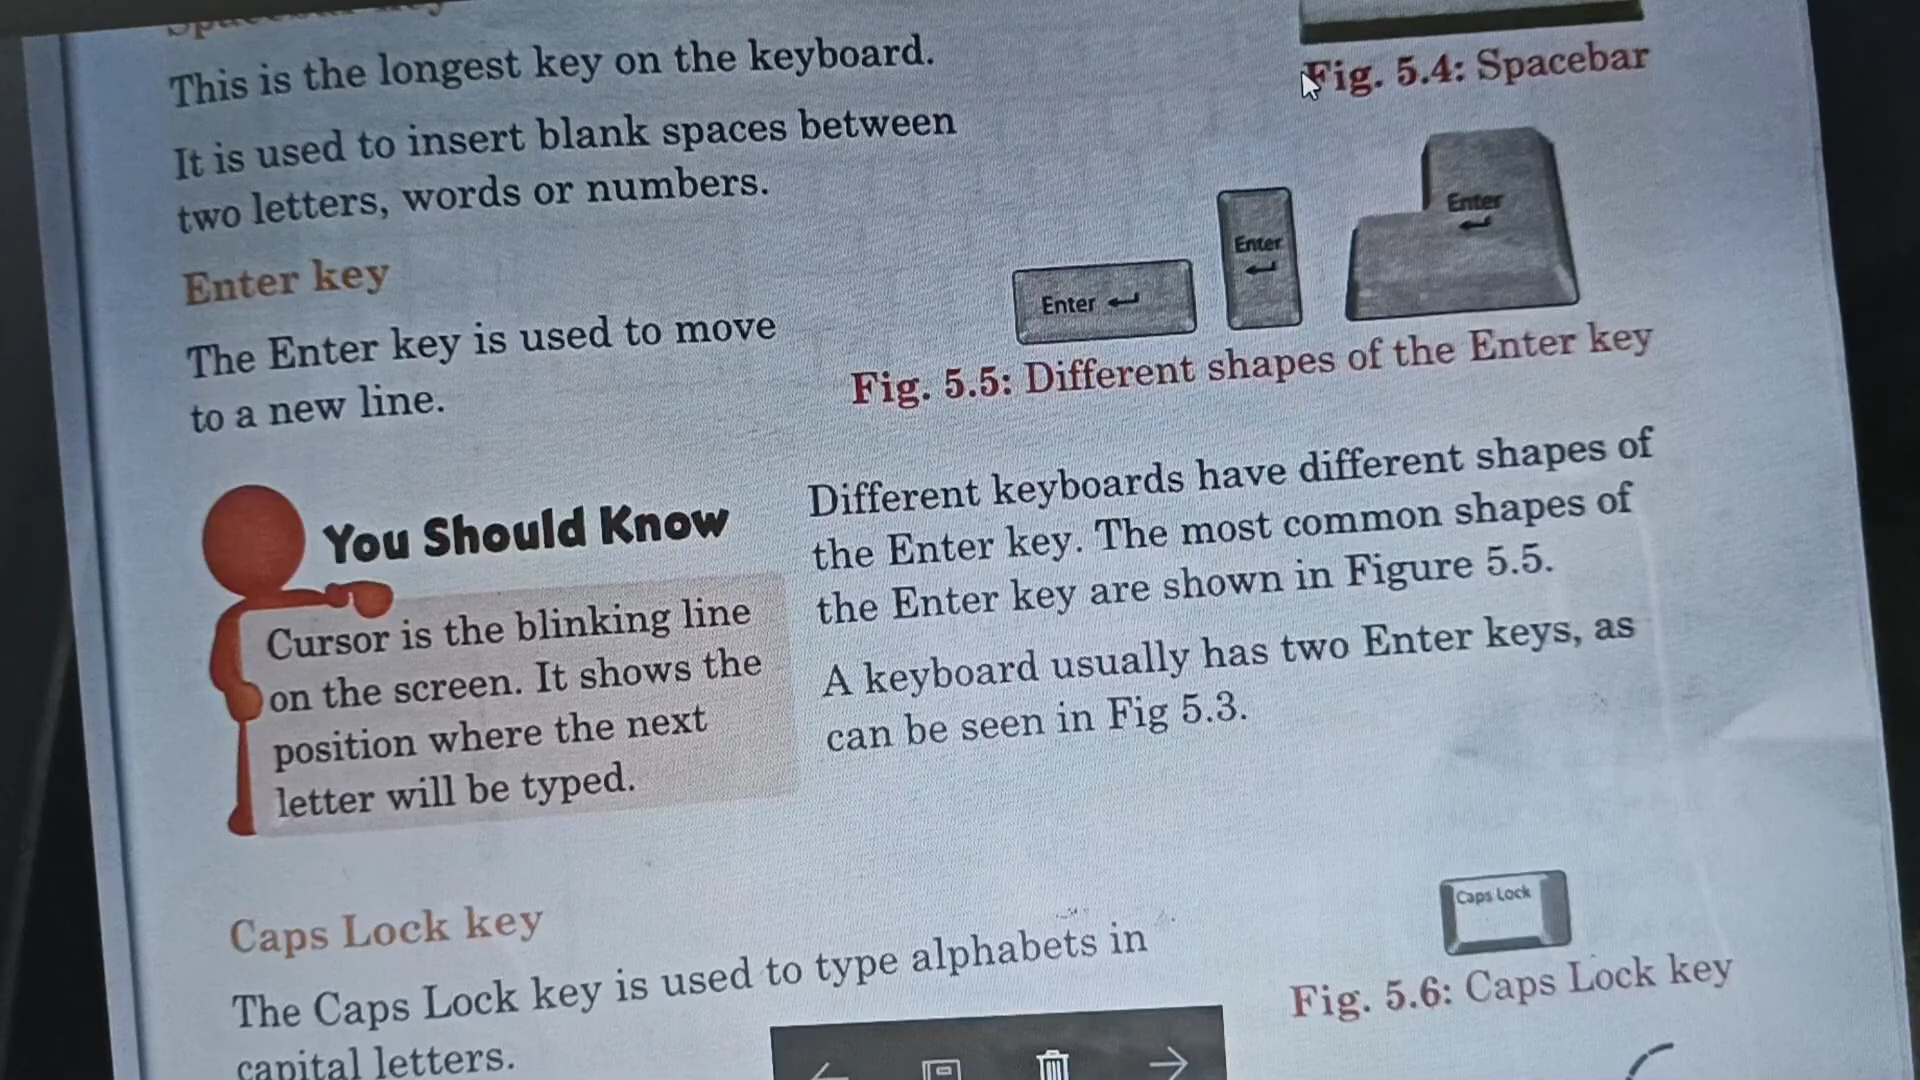 This is the longest key on the keyboard.
It is used to insert blank spaces between
two letters, words or numbers.
Fig. 5.4: Spacebar
Enter key
The Enter key is used to move
to a new line.
Enter
Enter
Enter
Fig. 5.5: Different shapes of the Enter key
You Should Know
Cursor is the blinking line
on the screen. It shows the
position where the next
letter will be typed.
Different keyboards have different shapes of
the Enter key. The most common shapes of
the Enter key are shown in Figure 5.5.
A keyboard usually has two Enter keys, as
can be seen in Fig 5.3.
Caps Lock key
The Caps Lock key is used to type alphabets in
capital letters.
Caps Lock
Fig. 5.6: Caps Lock key